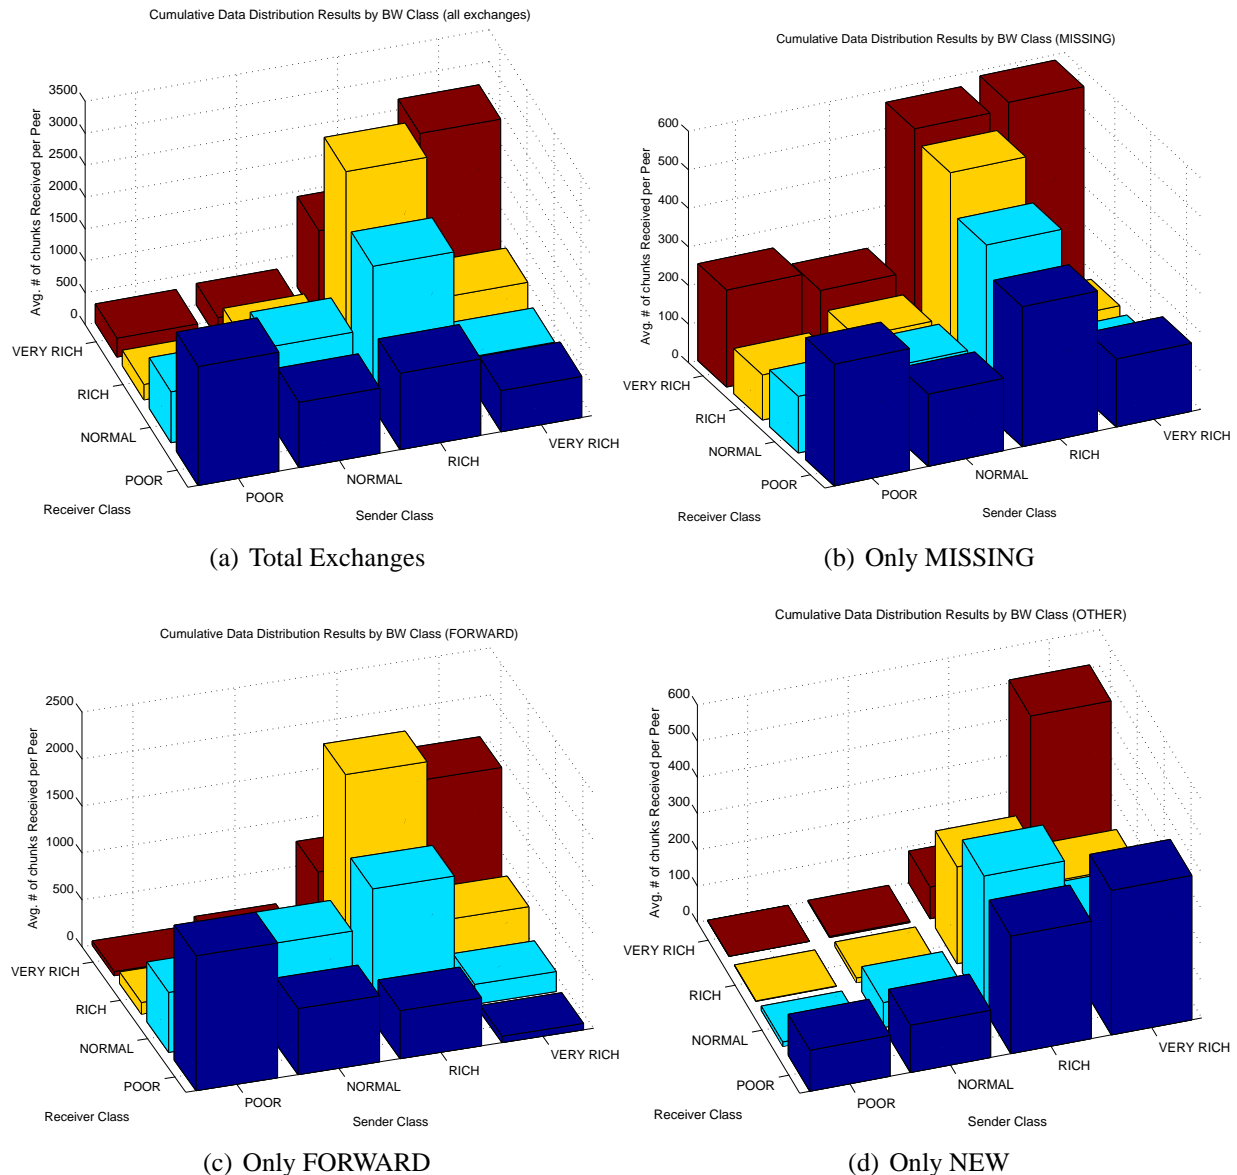 Cumulative Data Distribution Results by BW Class (all exchanges)
Avg. # of chunks Received per Peer
3500
3000
2500
2000
1500
1000
500
0
VERY RICH
RICH
NORMAL
POOR
Receiver Class
POOR
NORMAL
RICH
VERY RICH
Sender Class
(a) Total Exchanges
Cumulative Data Distribution Results by BW Class (MISSING)
Avg. # of chunks Received per Peer
600
500
400
300
200
100
0
VERY RICH
RICH
NORMAL
POOR
Receiver Class
POOR
NORMAL
RICH
VERY RICH
Sender Class
(b) Only MISSING
Cumulative Data Distribution Results by BW Class (FORWARD)
Avg. # of chunks Received per Peer
2500
2000
1500
1000
500
0
VERY RICH
RICH
NORMAL
POOR
Receiver Class
POOR
NORMAL
RICH
VERY RICH
Sender Class
(c) Only FORWARD
Cumulative Data Distribution Results by BW Class (OTHER)
Avg. # of chunks Received per Peer
600
500
400
300
200
100
0
VERY RICH
RICH
NORMAL
POOR
Receiver Class
POOR
NORMAL
RICH
VERY RICH
Sender Class
(d) Only NEW